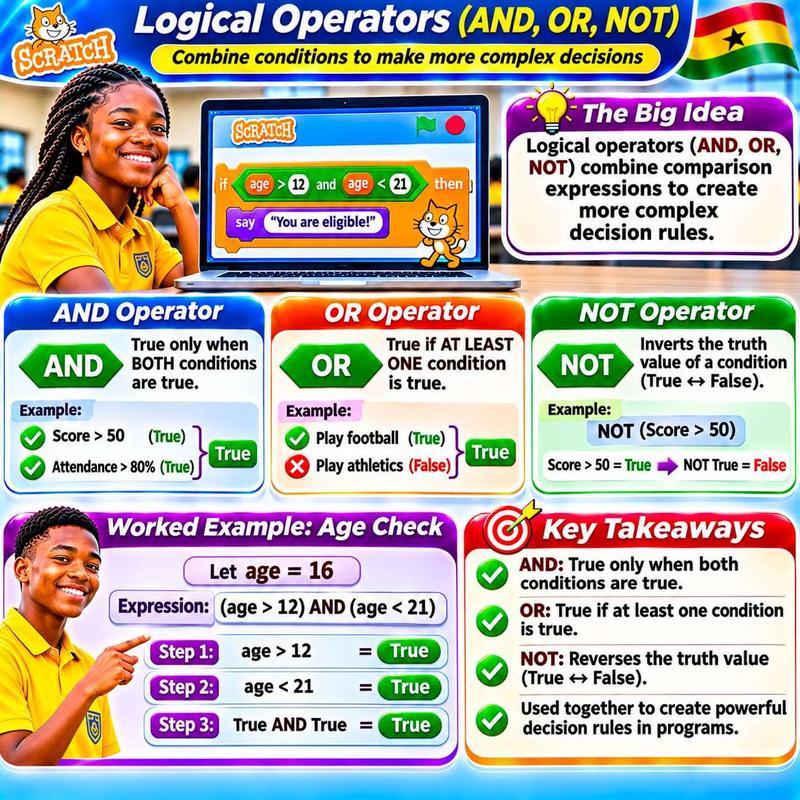 SCRATCH
Logical Operators (AND, OR, NOT)
Combine conditions to make more complex decisions
SCRATCH
if age > 12 and age < 21 then
say "You are eligible!"
The Big Idea
Logical operators (AND, OR,
NOT) combine comparison
expressions to create
more complex
decision rules.
AND Operator
AND
True only when
BOTH conditions
are true.
Example:
Score > 50 (True)
Attendance > 80% (True)
True
OR Operator
OR
True if AT LEAST
ONE condition
is true.
Example:
Play football (True)
Play athletics (False)
True
NOT Operator
NOT
Inverts the truth
value of a condition
(True ↔ False).
Example:
NOT (Score > 50)
Score > 50 = True ➡ NOT True = False
Worked Example: Age Check
Let age = 16
Expression: (age > 12) AND (age < 21)
Step 1: age > 12 = True
Step 2: age < 21 = True
Step 3: True AND True = True
Key Takeaways
AND: True only when both
conditions are true.
OR: True if at least one condition
is true.
NOT: Reverses the truth value
(True ↔ False).
Used together to create powerful
decision rules in programs.